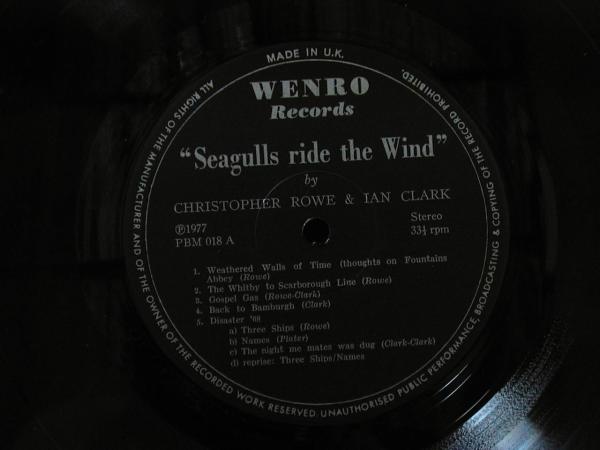 MADE IN U.K.
ALL RIGHTS OF THE MANUFACTURER AND OF THE OWNER OF THE RECORDED WORK RESERVED. UNAUTHORISED PUBLIC PERFORMANCE, BROADCASTING & COPYING OF THE RECORD PROHIBITED.
WENRO
Records
"Seagulls ride the Wind"
by
CHRISTOPHER ROWE & IAN CLARK
℗1977 Stereo
PBM 018 A 33⅓ rpm
1. Weathered Walls of Time (thoughts on Fountains
Abbey (Rowe)
2. The Whitby to Scarborough Line (Rowe)
3. Gospel Gas (Rowe-Clark)
4. Back to Bamburgh (Clark)
5. Disaster '68
a) Three Ships (Rowe)
b) Names (Plater)
c) The night me mates was dug (Clark-Clark)
d) reprise: Three Ships/Names